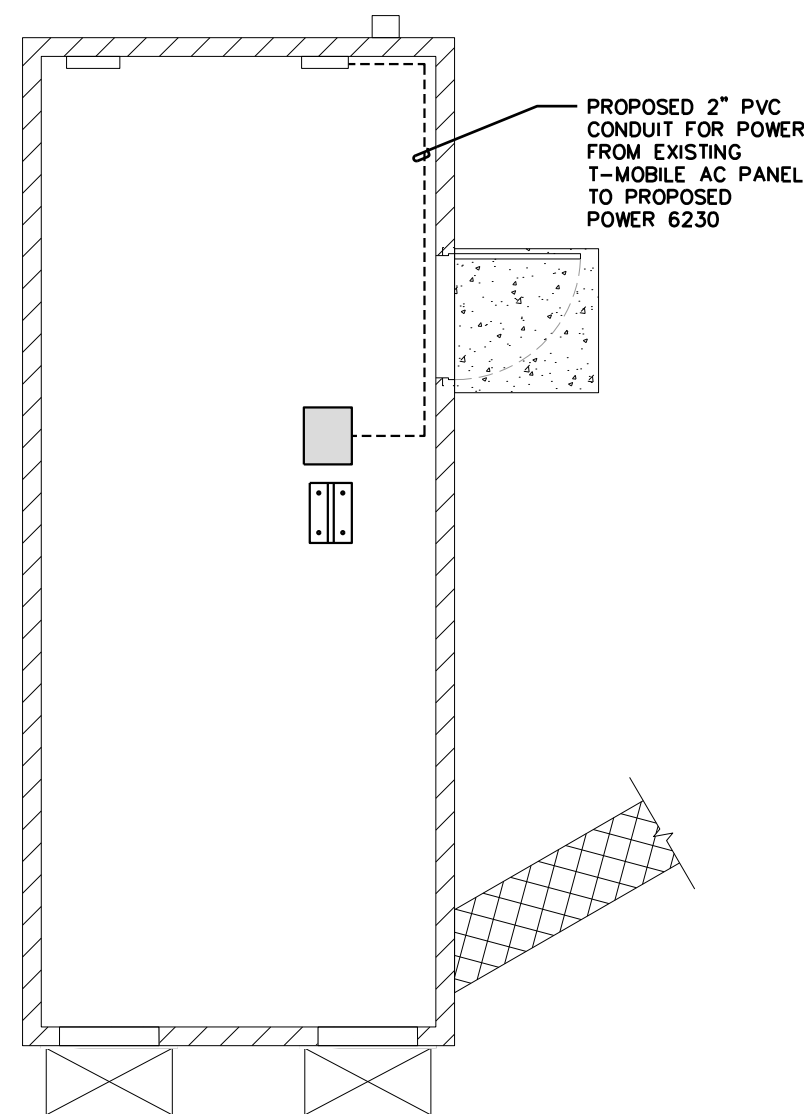 PROPOSED 2" PVC
CONDUIT FOR POWER
FROM EXISTING
T-MOBILE AC PANEL
TO PROPOSED
POWER 6230